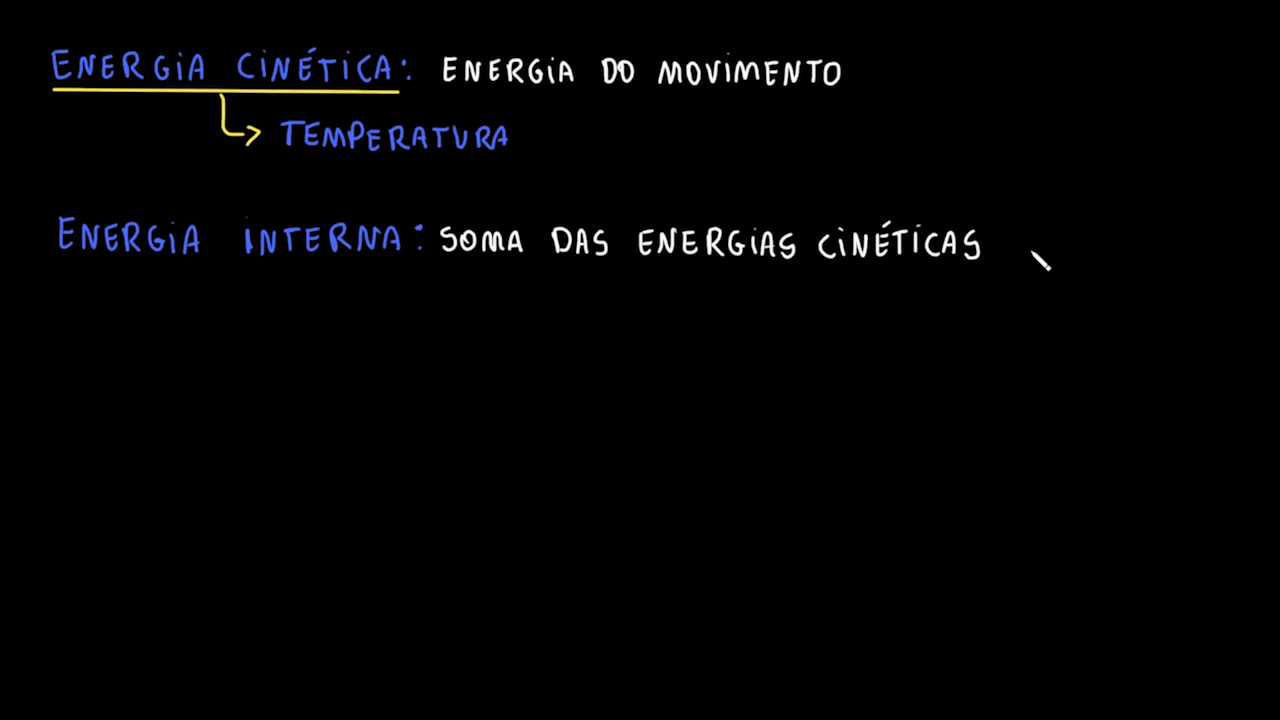 ENERGIA CINÉTICA: ENERGIA DO MOVIMENTO
TEMPERATURA
ENERGIA INTERNA: SOMA DAS ENERGIAS CINÉTICAS